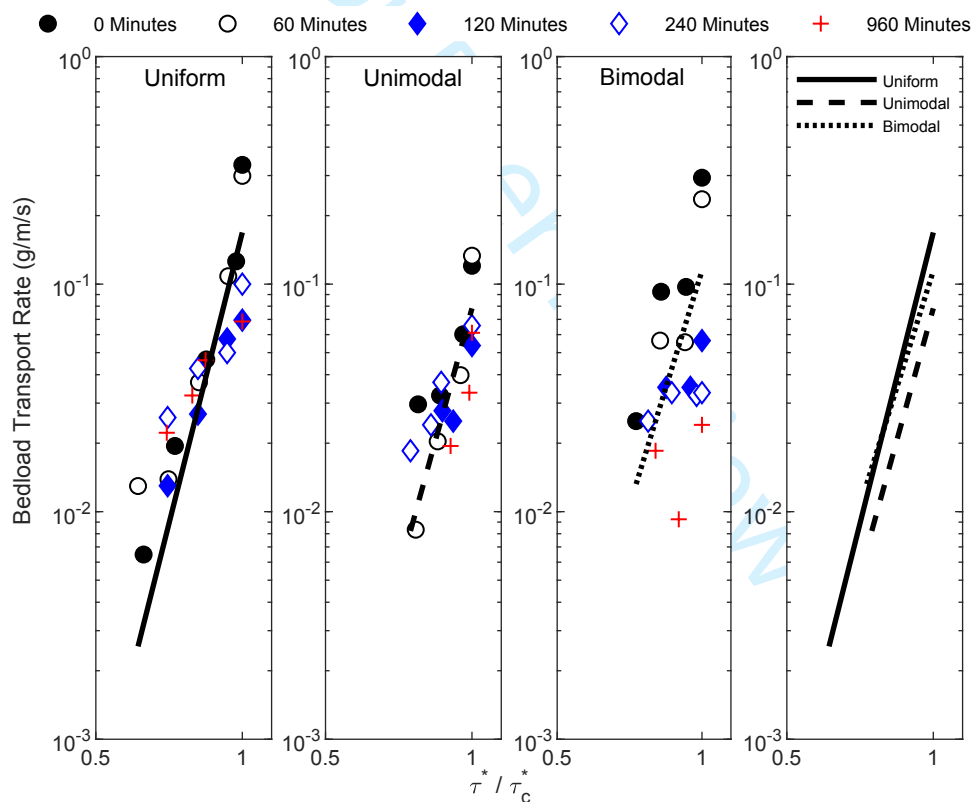 0 Minutes 60 Minutes 120 Minutes 240 Minutes 960 Minutes
Uniform Unimodal Bimodal
Uniform
Unimodal
Bimodal
Bedload Transport Rate (g/m/s)
10^0 10^0 10^0 10^0
10^-1 10^-1 10^-1 10^-1
10^-2 10^-2 10^-2 10^-2
10^-3 10^-3 10^-3 10^-3
0.5 1 0.5 1 0.5 1 0.5 1
τ* / τc*